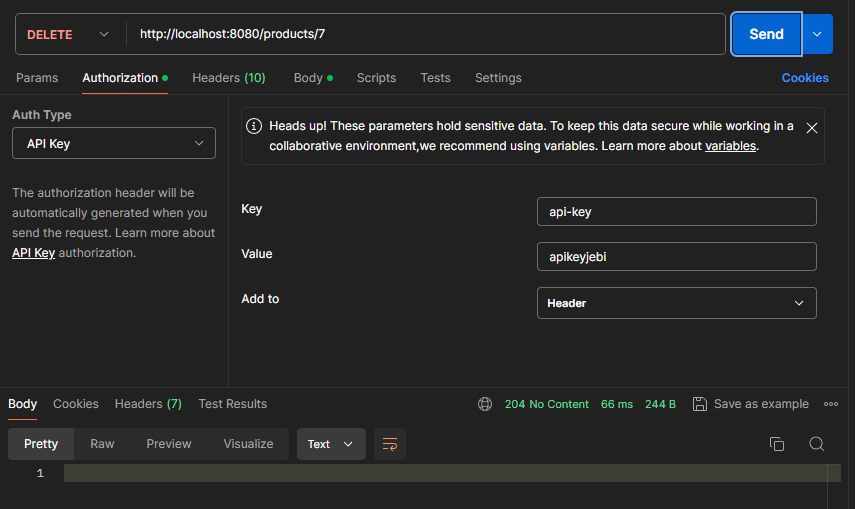 DELETE http://localhost:8080/products/7 Send
Params Authorization Headers (10) Body Scripts Tests Settings Cookies
Auth Type
API Key
The authorization header will be
automatically generated when you
send the request. Learn more about
API Key authorization.
Heads up! These parameters hold sensitive data. To keep this data secure while working in a
collaborative environment,we recommend using variables. Learn more about variables.
Key api-key
Value apikeyjebi
Add to Header
Body Cookies Headers (7) Test Results 204 No Content 66 ms 244 B Save as example
Pretty Raw Preview Visualize Text
1